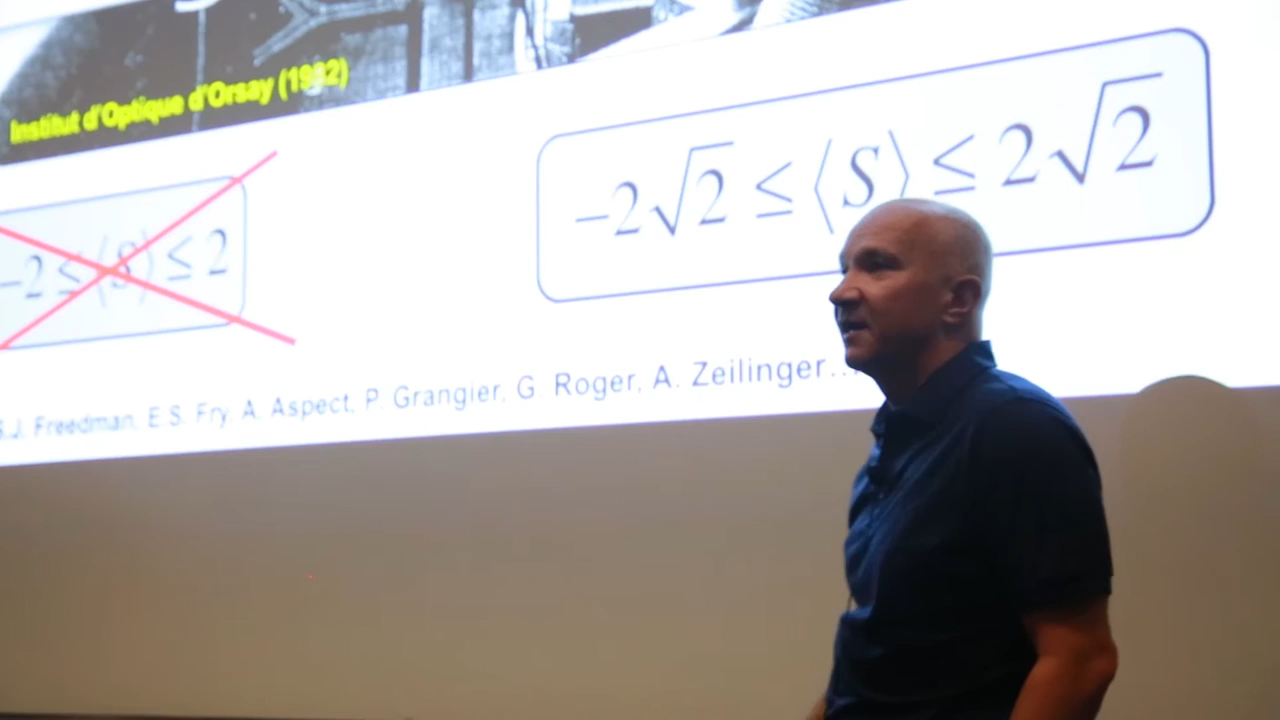 Institut d'Optique d'Orsay (1982)
−2√2 ≤ ⟨S⟩ ≤ 2√2
−2 ≤ ⟨S⟩ ≤ 2
S.J. Freedman, E.S. Fry, A. Aspect, P. Grangier, G. Roger, A. Zeilinger...